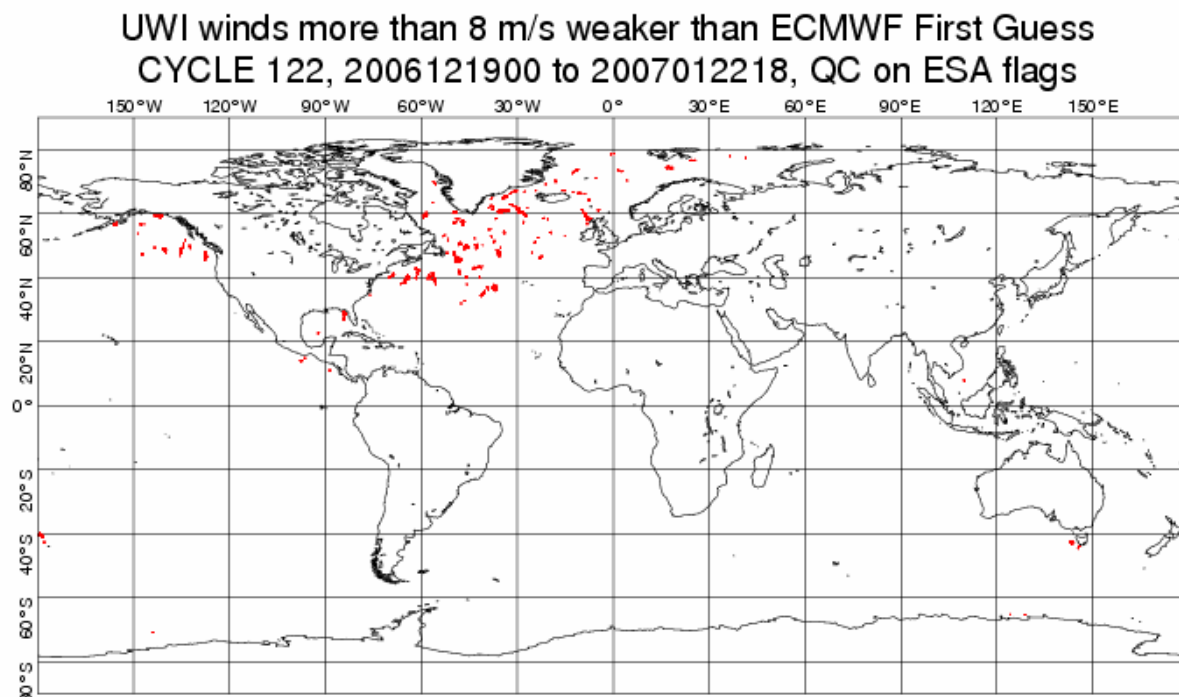 UWI winds more than 8 m/s weaker than ECMWF First Guess
CYCLE 122, 2006121900 to 2007012218, QC on ESA flags
150°W 120°W 90°W 60°W 30°W 0° 30°E 60°E 90°E 120°E 150°E
80°N
60°N
40°N
20°N
0°
20°S
40°S
60°S